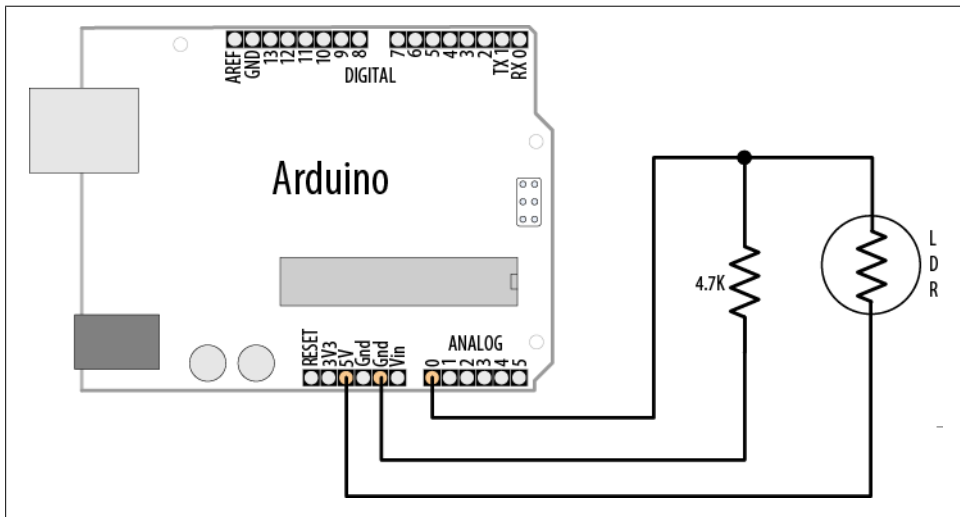 AREF
GND
13
12
11
10
9
8
7
6
5
4
3
2
TX 1
RX 0
DIGITAL
Arduino
4.7K
L
D
R
RESET
3V3
5V
Gnd
Gnd
Vin
ANALOG
0
1
2
3
4
5